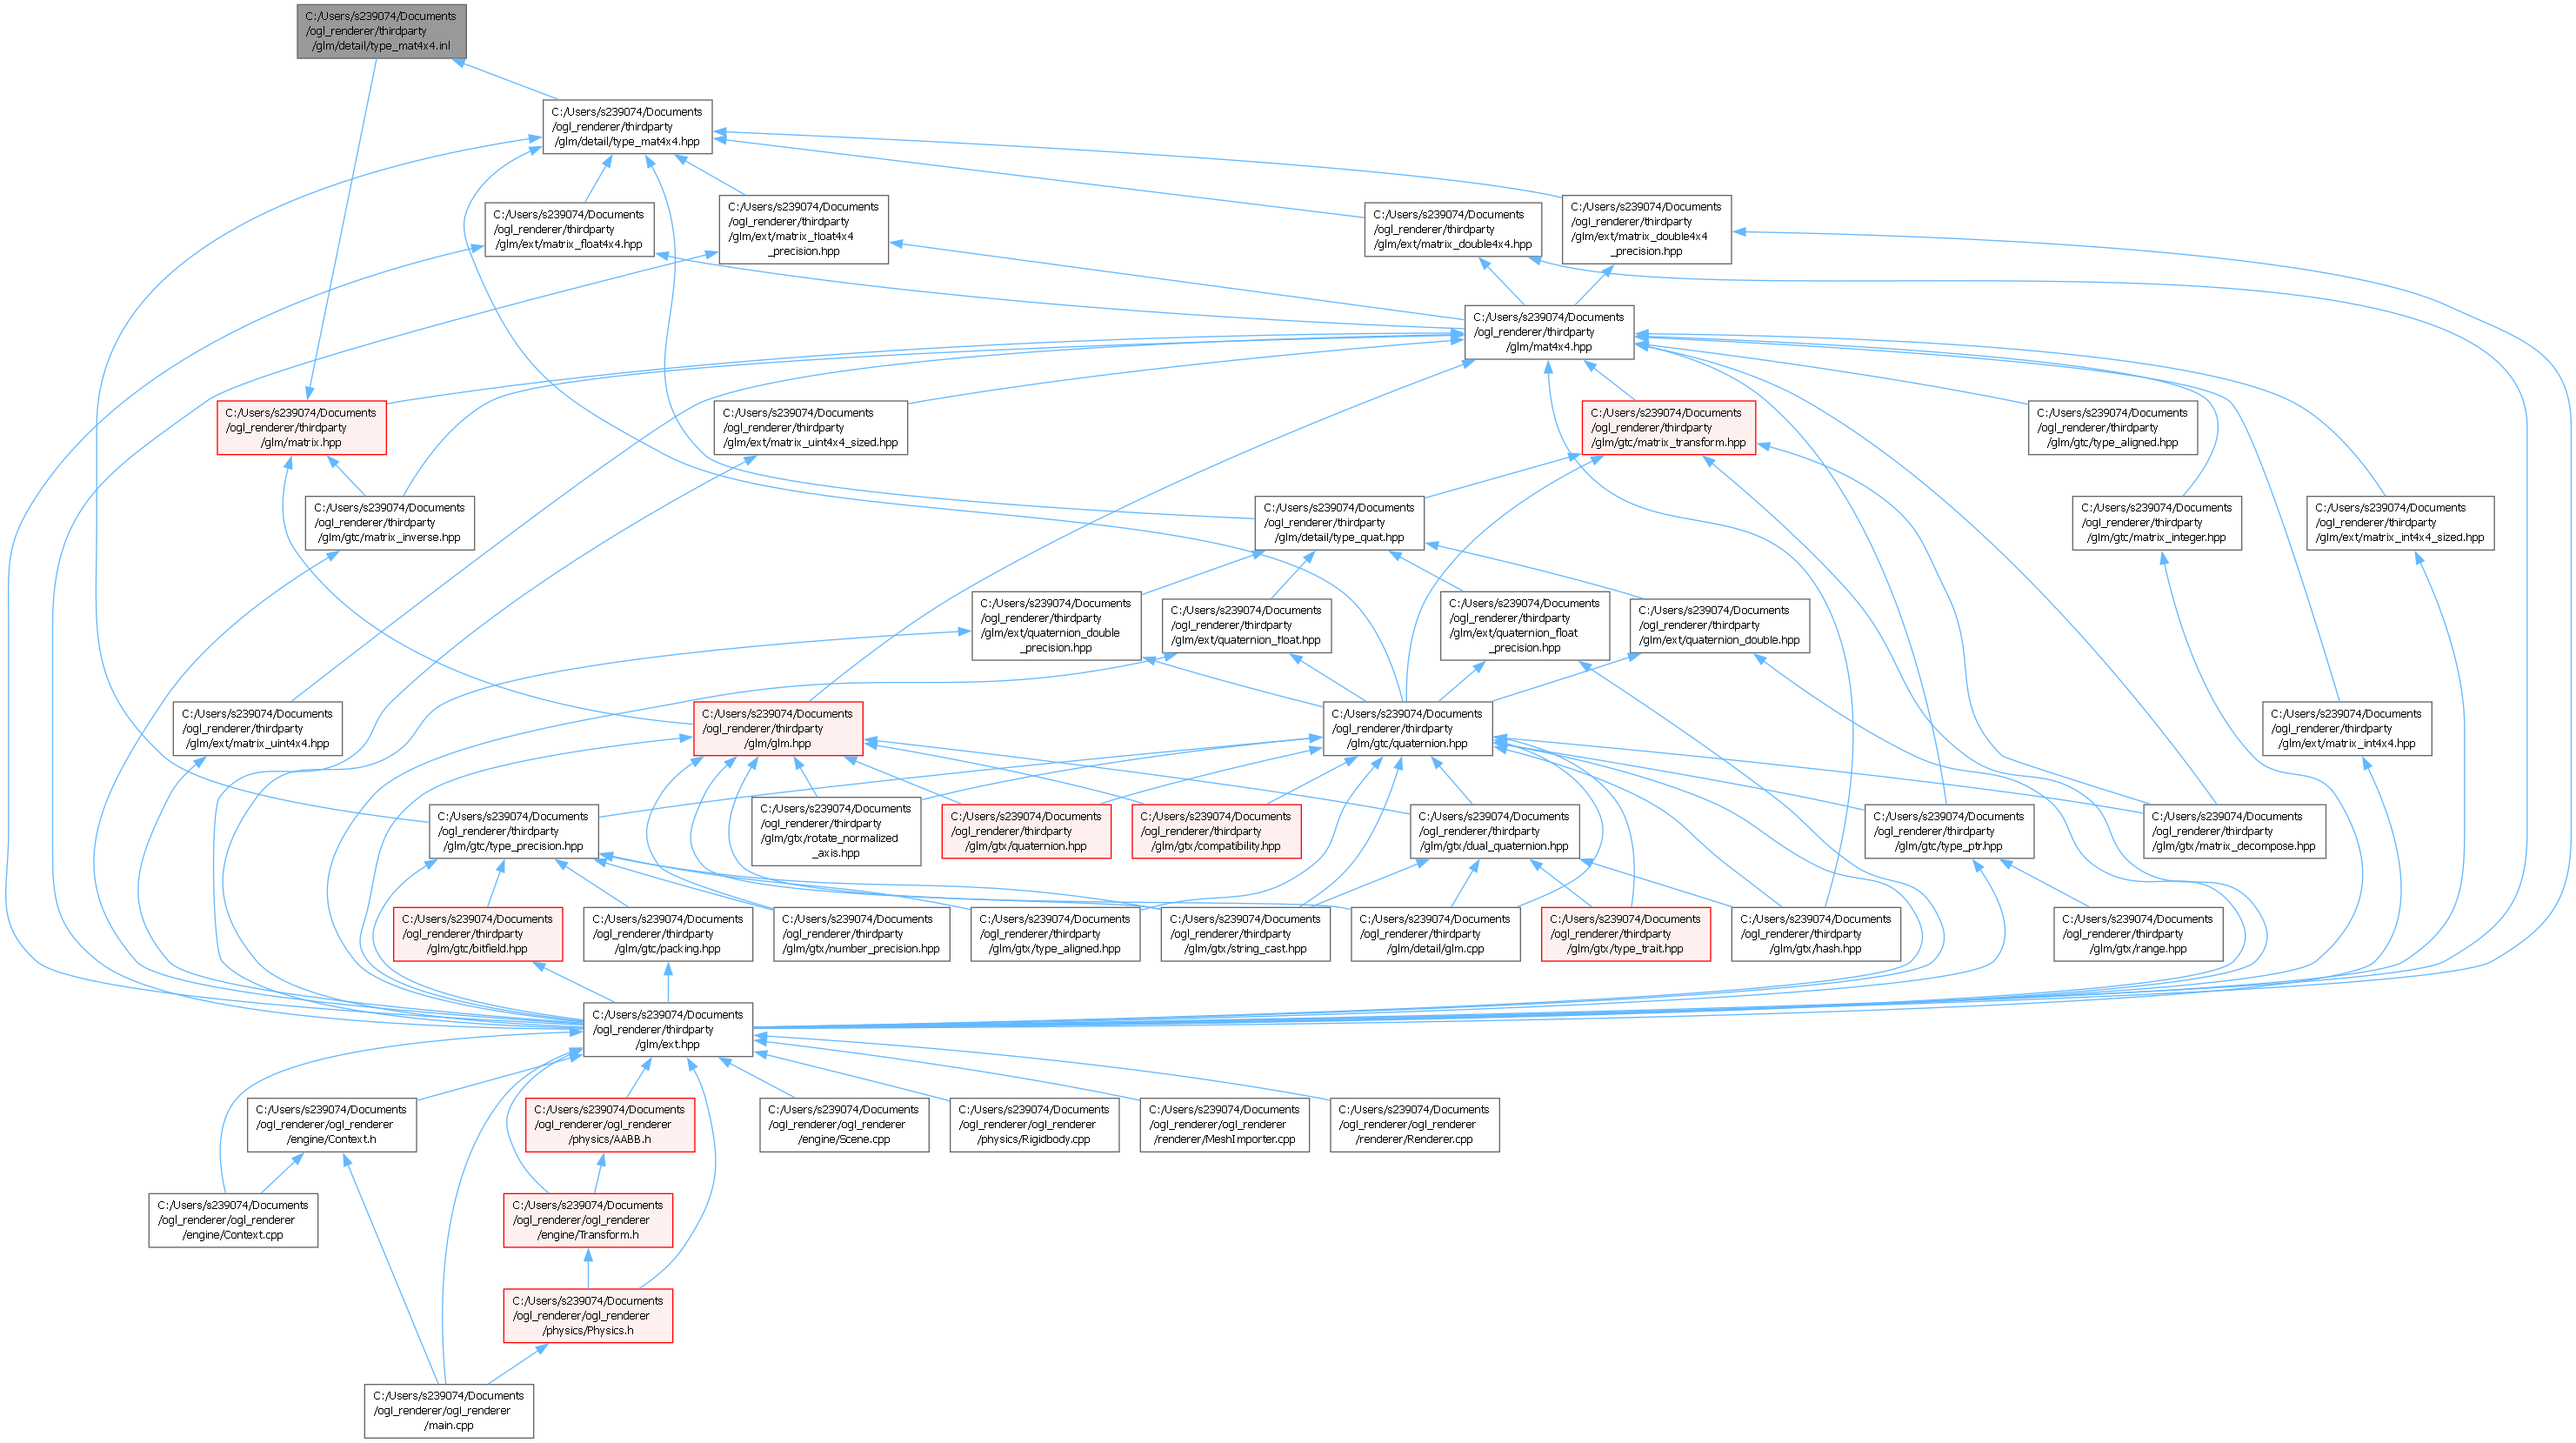 C:/Users/s239074/Documents
/ogl_renderer/thirdparty
/glm/detail/type_mat4x4.inl
C:/Users/s239074/Documents
/ogl_renderer/thirdparty
/glm/detail/type_mat4x4.hpp
C:/Users/s239074/Documents
/ogl_renderer/thirdparty
/glm/ext/matrix_float4x4.hpp
C:/Users/s239074/Documents
/ogl_renderer/thirdparty
/glm/ext/matrix_float4x4
_precision.hpp
C:/Users/s239074/Documents
/ogl_renderer/thirdparty
/glm/ext/matrix_double4x4.hpp
C:/Users/s239074/Documents
/ogl_renderer/thirdparty
/glm/ext/matrix_double4x4
_precision.hpp
C:/Users/s239074/Documents
/ogl_renderer/thirdparty
/glm/mat4x4.hpp
C:/Users/s239074/Documents
/ogl_renderer/thirdparty
/glm/matrix.hpp
C:/Users/s239074/Documents
/ogl_renderer/thirdparty
/glm/ext/matrix_uint4x4_sized.hpp
C:/Users/s239074/Documents
/ogl_renderer/thirdparty
/glm/gtc/matrix_transform.hpp
C:/Users/s239074/Documents
/ogl_renderer/thirdparty
/glm/gtc/type_aligned.hpp
C:/Users/s239074/Documents
/ogl_renderer/thirdparty
/glm/gtc/matrix_inverse.hpp
C:/Users/s239074/Documents
/ogl_renderer/thirdparty
/glm/detail/type_quat.hpp
C:/Users/s239074/Documents
/ogl_renderer/thirdparty
/glm/gtc/matrix_integer.hpp
C:/Users/s239074/Documents
/ogl_renderer/thirdparty
/glm/ext/matrix_int4x4_sized.hpp
C:/Users/s239074/Documents
/ogl_renderer/thirdparty
/glm/ext/quaternion_double
_precision.hpp
C:/Users/s239074/Documents
/ogl_renderer/thirdparty
/glm/ext/quaternion_float.hpp
C:/Users/s239074/Documents
/ogl_renderer/thirdparty
/glm/ext/quaternion_float
_precision.hpp
C:/Users/s239074/Documents
/ogl_renderer/thirdparty
/glm/ext/quaternion_double.hpp
C:/Users/s239074/Documents
/ogl_renderer/thirdparty
/glm/ext/matrix_uint4x4.hpp
C:/Users/s239074/Documents
/ogl_renderer/thirdparty
/glm/glm.hpp
C:/Users/s239074/Documents
/ogl_renderer/thirdparty
/glm/gtc/quaternion.hpp
C:/Users/s239074/Documents
/ogl_renderer/thirdparty
/glm/ext/matrix_int4x4.hpp
C:/Users/s239074/Documents
/ogl_renderer/thirdparty
/glm/gtc/type_precision.hpp
C:/Users/s239074/Documents
/ogl_renderer/thirdparty
/glm/gtx/rotate_normalized
_axis.hpp
C:/Users/s239074/Documents
/ogl_renderer/thirdparty
/glm/gtx/quaternion.hpp
C:/Users/s239074/Documents
/ogl_renderer/thirdparty
/glm/gtx/compatibility.hpp
C:/Users/s239074/Documents
/ogl_renderer/thirdparty
/glm/gtx/dual_quaternion.hpp
C:/Users/s239074/Documents
/ogl_renderer/thirdparty
/glm/gtc/type_ptr.hpp
C:/Users/s239074/Documents
/ogl_renderer/thirdparty
/glm/gtx/matrix_decompose.hpp
C:/Users/s239074/Documents
/ogl_renderer/thirdparty
/glm/gtc/bitfield.hpp
C:/Users/s239074/Documents
/ogl_renderer/thirdparty
/glm/gtc/packing.hpp
C:/Users/s239074/Documents
/ogl_renderer/thirdparty
/glm/gtx/number_precision.hpp
C:/Users/s239074/Documents
/ogl_renderer/thirdparty
/glm/gtx/type_aligned.hpp
C:/Users/s239074/Documents
/ogl_renderer/thirdparty
/glm/gtx/string_cast.hpp
C:/Users/s239074/Documents
/ogl_renderer/thirdparty
/glm/detail/glm.cpp
C:/Users/s239074/Documents
/ogl_renderer/thirdparty
/glm/gtx/type_trait.hpp
C:/Users/s239074/Documents
/ogl_renderer/thirdparty
/glm/gtx/hash.hpp
C:/Users/s239074/Documents
/ogl_renderer/thirdparty
/glm/gtx/range.hpp
C:/Users/s239074/Documents
/ogl_renderer/thirdparty
/glm/ext.hpp
C:/Users/s239074/Documents
/ogl_renderer/ogl_renderer
/engine/Context.h
C:/Users/s239074/Documents
/ogl_renderer/ogl_renderer
/physics/AABB.h
C:/Users/s239074/Documents
/ogl_renderer/ogl_renderer
/engine/Scene.cpp
C:/Users/s239074/Documents
/ogl_renderer/ogl_renderer
/physics/Rigidbody.cpp
C:/Users/s239074/Documents
/ogl_renderer/ogl_renderer
/renderer/MeshImporter.cpp
C:/Users/s239074/Documents
/ogl_renderer/ogl_renderer
/renderer/Renderer.cpp
C:/Users/s239074/Documents
/ogl_renderer/ogl_renderer
/engine/Context.cpp
C:/Users/s239074/Documents
/ogl_renderer/ogl_renderer
/engine/Transform.h
C:/Users/s239074/Documents
/ogl_renderer/ogl_renderer
/physics/Physics.h
C:/Users/s239074/Documents
/ogl_renderer/ogl_renderer
/main.cpp